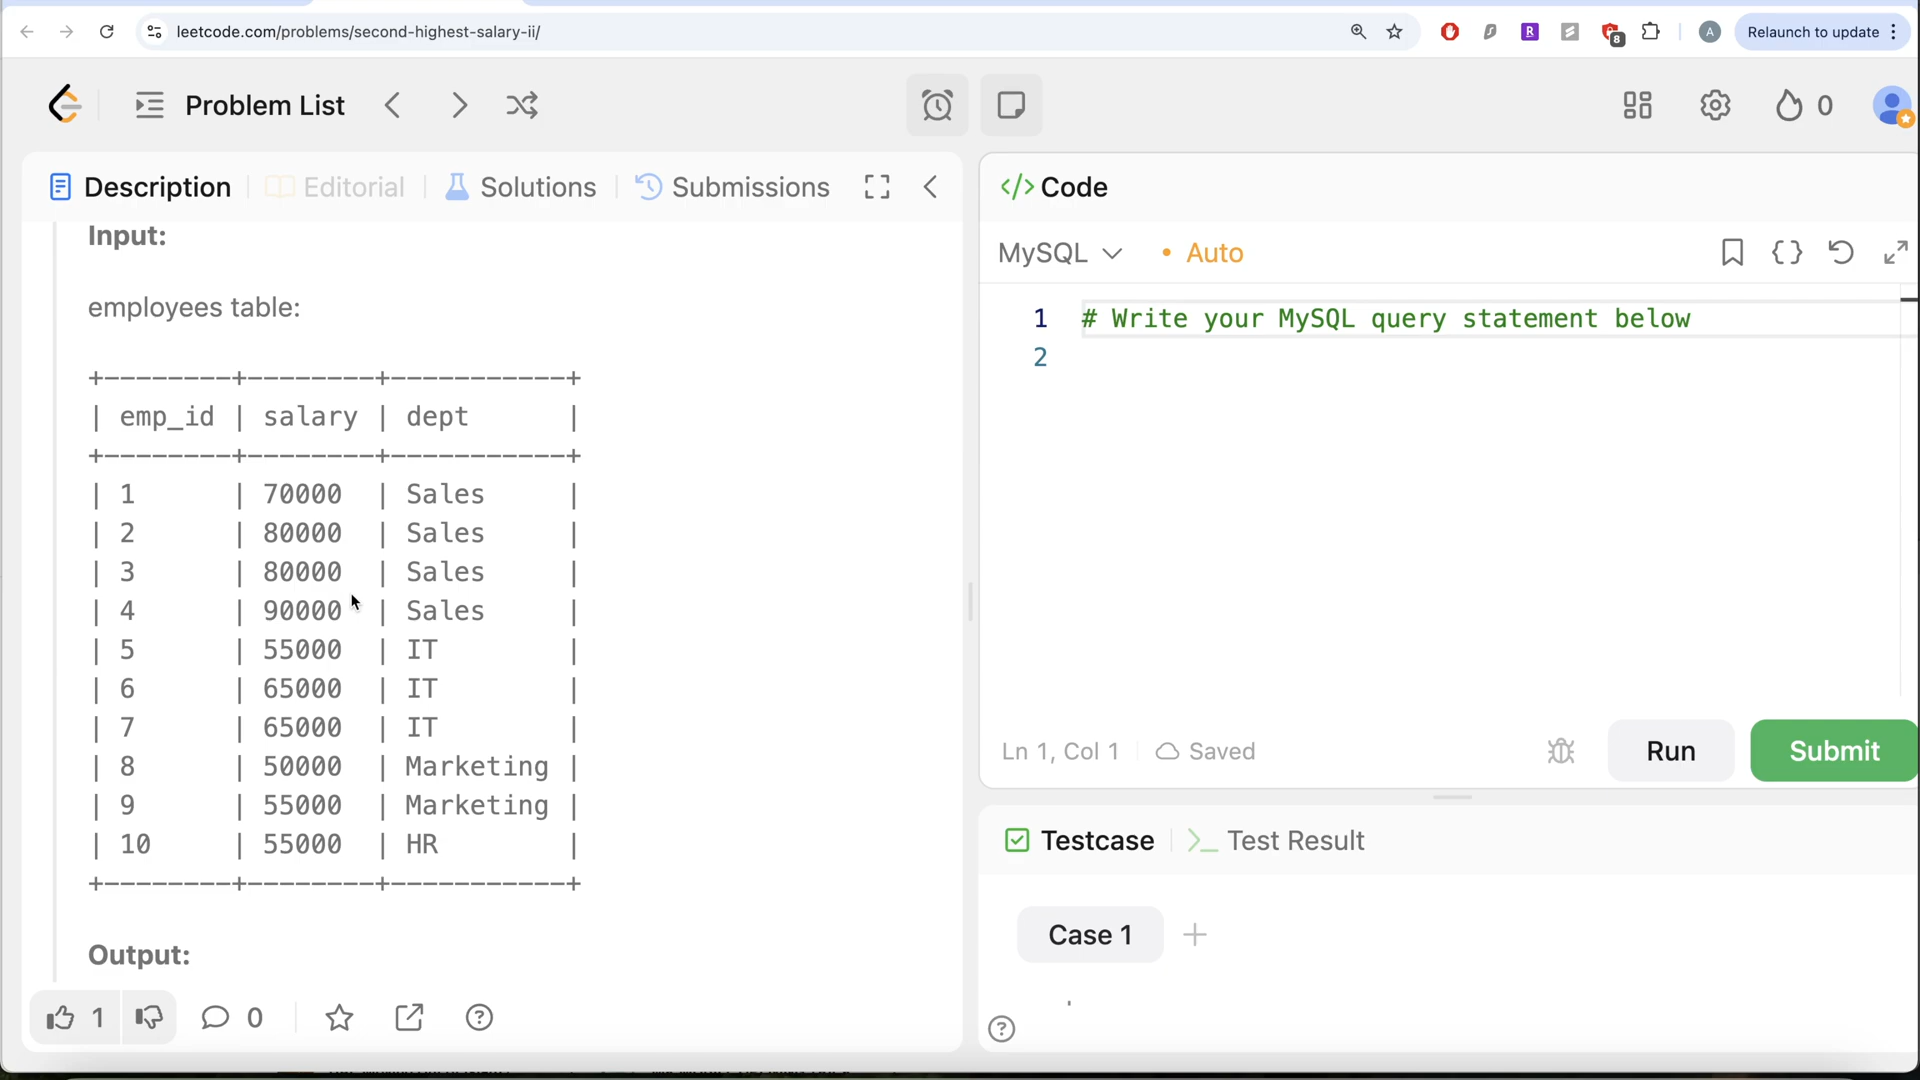 leetcode.com/problems/second-highest-salary-ii/
8
A
Relaunch to update
Problem List
0
Description
Editorial
Solutions
Submissions
Input:
employees table:
+--------+--------+-----------+
| emp_id | salary | dept      |
+--------+--------+-----------+
| 1      | 70000  | Sales     |
| 2      | 80000  | Sales     |
| 3      | 80000  | Sales     |
| 4      | 90000  | Sales     |
| 5      | 55000  | IT        |
| 6      | 65000  | IT        |
| 7      | 65000  | IT        |
| 8      | 50000  | Marketing |
| 9      | 55000  | Marketing |
| 10     | 55000  | HR        |
+--------+--------+-----------+
Output:
1
0
</> Code
MySQL
• Auto
{}
1 # Write your MySQL query statement below
2
Ln 1, Col 1
Saved
Run
Submit
Testcase
>_ Test Result
Case 1
+